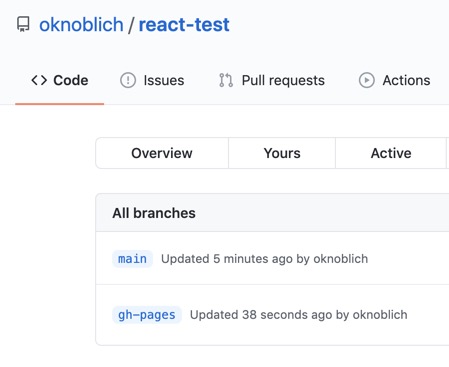 oknoblich / react-test
Code Issues Pull requests Actions
Overview Yours Active
All branches
main Updated 5 minutes ago by oknoblich
gh-pages Updated 38 seconds ago by oknoblich